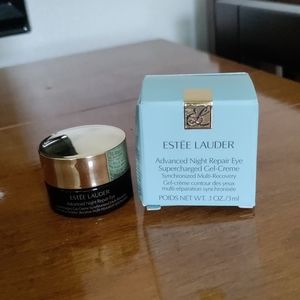 ESTĒE LAUDER
Advanced Night Repair Eye
Supercharged Gel-Creme
Synchronized Multi-Recovery
Gel-crème contour des yeux
multi-réparation synchronisée
POIDS NET WT. .1 OZ./3ml
ESTĒE LAUDER
Advanced Night Repair Eye